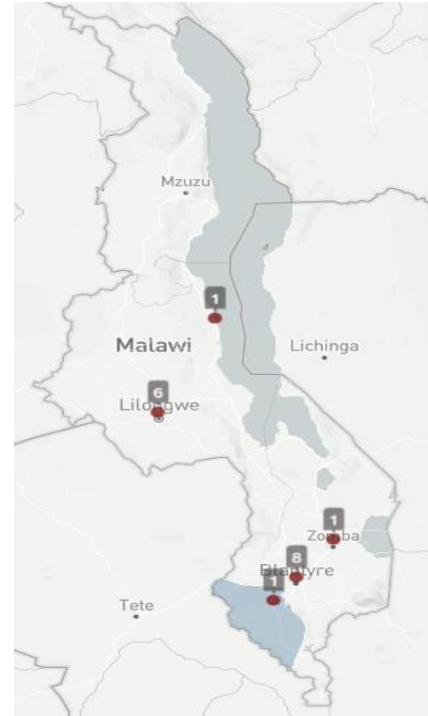 Mzuzu
1
Malawi
Lichinga
6
Lilongwe
1
Zomba
8
Blantyre
1
Tete